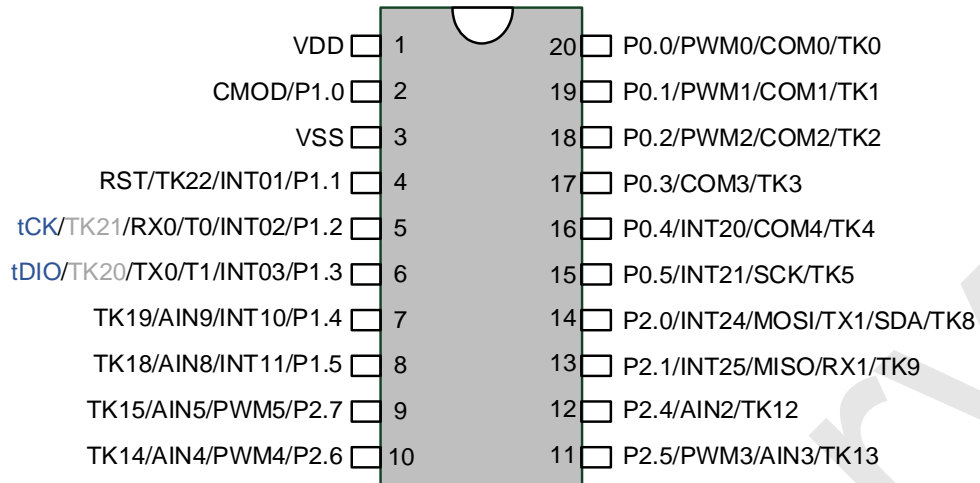 VDD 1 20 P0.0/PWM0/COM0/TK0
CMOD/P1.0 2 19 P0.1/PWM1/COM1/TK1
VSS 3 18 P0.2/PWM2/COM2/TK2
RST/TK22/INT01/P1.1 4 17 P0.3/COM3/TK3
tCK/TK21/RX0/T0/INT02/P1.2 5 16 P0.4/INT20/COM4/TK4
tDIO/TK20/TX0/T1/INT03/P1.3 6 15 P0.5/INT21/SCK/TK5
TK19/AIN9/INT10/P1.4 7 14 P2.0/INT24/MOSI/TX1/SDA/TK8
TK18/AIN8/INT11/P1.5 8 13 P2.1/INT25/MISO/RX1/TK9
TK15/AIN5/PWM5/P2.7 9 12 P2.4/AIN2/TK12
TK14/AIN4/PWM4/P2.6 10 11 P2.5/PWM3/AIN3/TK13